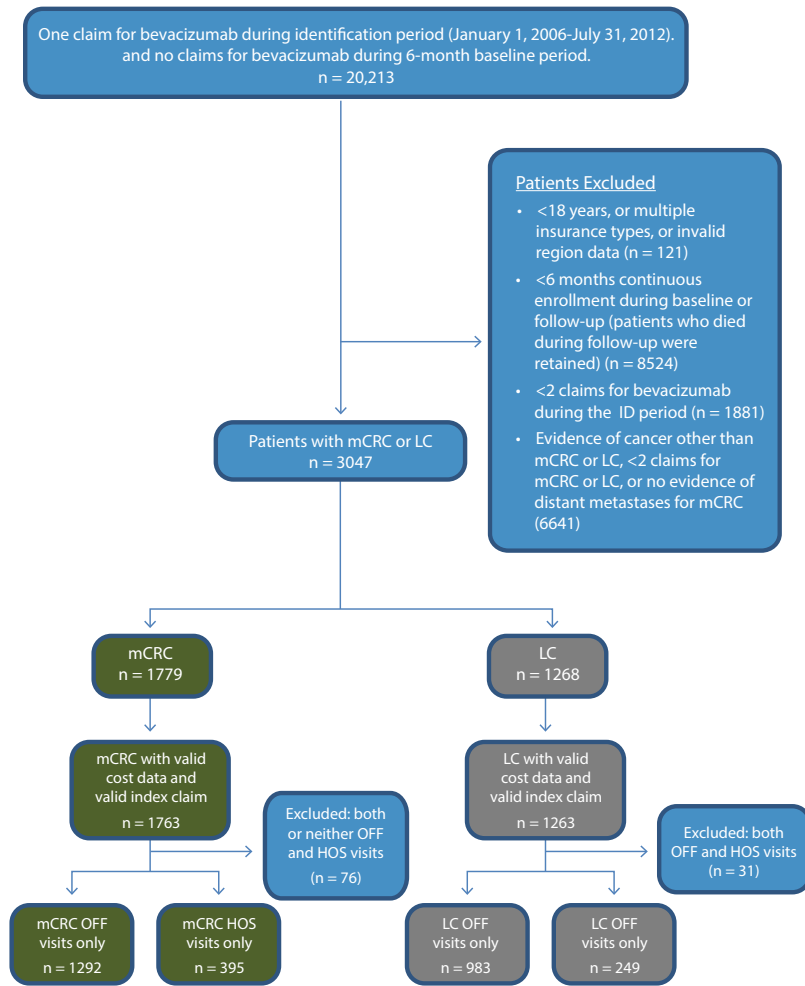 One claim for bevacizumab during identification period (January 1, 2006-July 31, 2012).
and no claims for bevacizumab during 6-month baseline period.
n = 20,213
Patients Excluded
• <18 years, or multiple
insurance types, or invalid
region data (n = 121)
• <6 months continuous
enrollment during baseline or
follow-up (patients who died
during follow-up were
retained) (n = 8524)
• <2 claims for bevacizumab
during the ID period (n = 1881)
• Evidence of cancer other than
mCRC or LC, <2 claims for
mCRC or LC, or no evidence of
distant metastases for mCRC
(6641)
Patients with mCRC or LC
n = 3047
mCRC
n = 1779
LC
n = 1268
mCRC with valid
cost data and
valid index claim
n = 1763
Excluded: both
or neither OFF
and HOS visits
(n = 76)
LC with valid
cost data and
valid index claim
n = 1263
Excluded: both
OFF and HOS visits
(n = 31)
mCRC OFF
visits only
n = 1292
mCRC HOS
visits only
n = 395
LC OFF
visits only
n = 983
LC OFF
visits only
n = 249